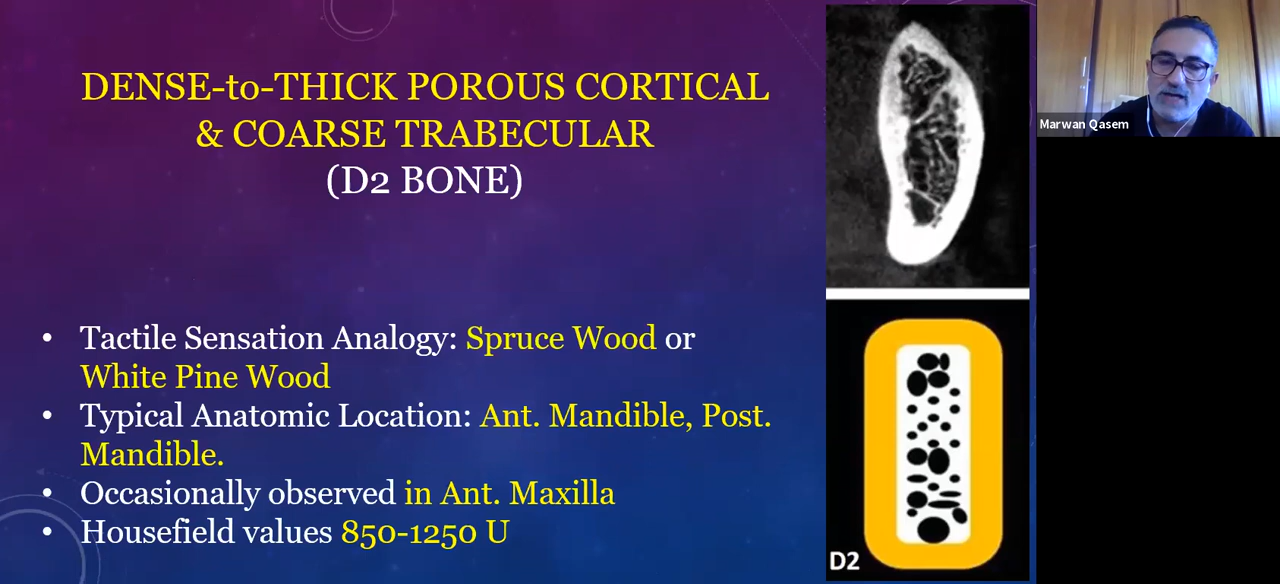 DENSE-to-THICK POROUS CORTICAL
& COARSE TRABECULAR
(D2 BONE)
• Tactile Sensation Analogy: Spruce Wood or
White Pine Wood
• Typical Anatomic Location: Ant. Mandible, Post.
Mandible.
• Occasionally observed in Ant. Maxilla
• Housefield values 850-1250 U
D2
Marwan Qasem